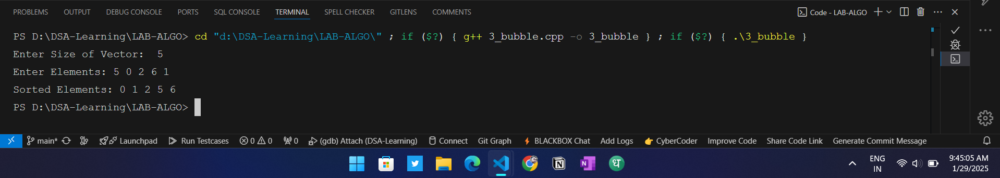 PROBLEMS OUTPUT DEBUG CONSOLE PORTS SQL CONSOLE TERMINAL SPELL CHECKER GITLENS COMMENTS Code - LAB-ALGO
PS D:\DSA-Learning\LAB-ALGO> cd "d:\DSA-Learning\LAB-ALGO\" ; if ($?) { g++ 3_bubble.cpp -o 3_bubble } ; if ($?) { .\3_bubble }
Enter Size of Vector:  5
Enter Elements: 5 0 2 6 1
Sorted Elements: 0 1 2 5 6
PS D:\DSA-Learning\LAB-ALGO>
main* Launchpad Run Testcases 0 0 0 (gdb) Attach (DSA-Learning) Connect Git Graph BLACKBOX Chat Add Logs CyberCoder Improve Code Share Code Link Generate Commit Message
N N ध ENG 9:45:05 AM
IN 1/29/2025